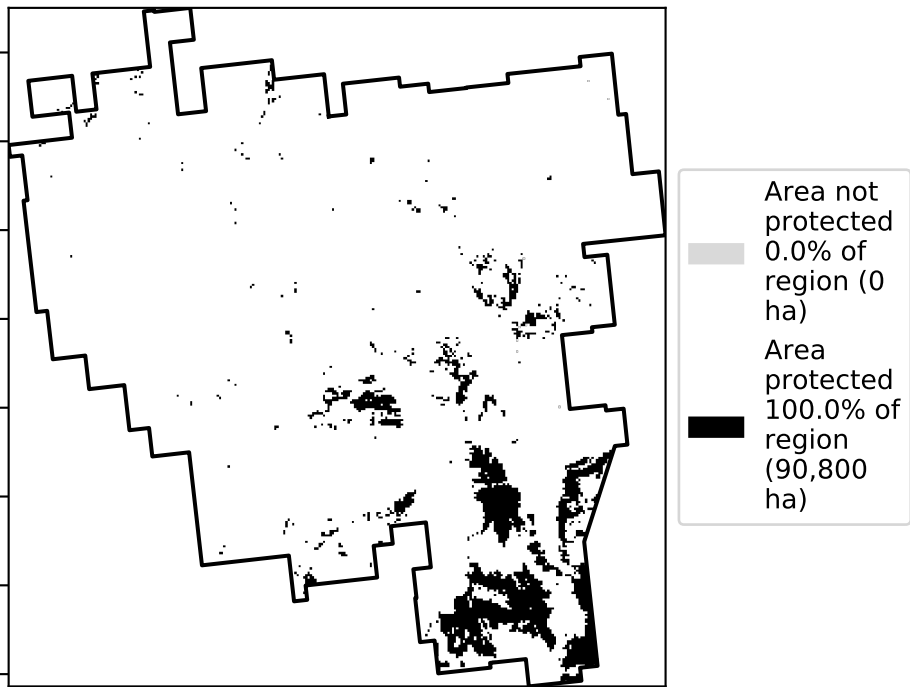 Area not
protected
0.0% of
region (0
ha)
Area
protected
100.0% of
region
(90,800
ha)